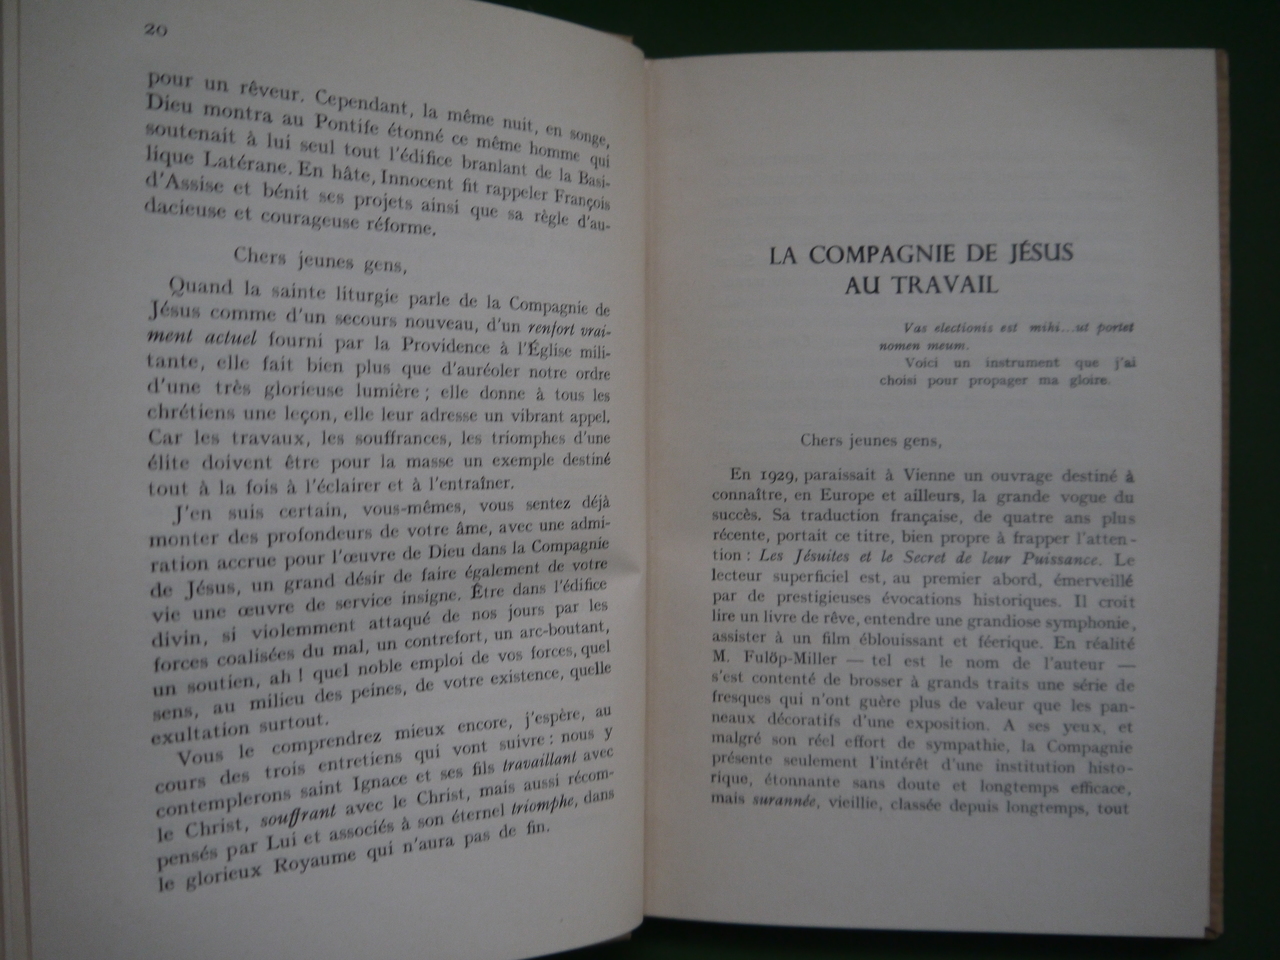 20
pour un rêveur. Cependant, la même nuit, en songe,
Dieu montra au Pontife étonné ce même homme qui
soutenait à lui seul tout l'édifice branlant de la Basi-
lique Latérane. En hâte, Innocent fit rappeler François
d'Assise et bénit ses projets ainsi que sa règle d'au-
dacieuse et courageuse réforme.
Chers jeunes gens,
Quand la sainte liturgie parle de la Compagnie de
Jésus comme d'un secours nouveau, d'un renfort vrai-
ment actuel fourni par la Providence à l'Église mili-
tante, elle fait bien plus que d'auréoler notre ordre
d'une très glorieuse lumière ; elle donne à tous les
chrétiens une leçon, elle leur adresse un vibrant appel.
Car les travaux, les souffrances, les triomphes d'une
élite doivent être pour la masse un exemple destiné
tout à la fois à l'éclairer et à l'entraîner.
J'en suis certain, vous-mêmes, vous sentez déjà
monter des profondeurs de votre âme, avec une admi-
ration accrue pour l'œuvre de Dieu dans la Compagnie
de Jésus, un grand désir de faire également de votre
vie une œuvre de service insigne. Être dans l'édifice
divin, si violemment attaqué de nos jours par les
forces coalisées du mal, un contrefort, un arc-boutant,
un soutien, ah ! quel noble emploi de vos forces, quel
sens, au milieu des peines, de votre existence, quelle
exultation surtout.
Vous le comprendrez mieux encore, j'espère, au
cours des trois entretiens qui vont suivre : nous y
contemplerons saint Ignace et ses fils travaillant avec
le Christ, souffrant avec le Christ, mais aussi récom-
pensés par Lui et associés à son éternel triomphe, dans
le glorieux Royaume qui n'aura pas de fin.
LA COMPAGNIE DE JÉSUS
AU TRAVAIL
Vas electionis est mihi...ut portet
nomen meum.
Voici un instrument que j'ai
choisi pour propager ma gloire.
Chers jeunes gens,
En 1929, paraissait à Vienne un ouvrage destiné à
connaître, en Europe et ailleurs, la grande vogue du
succès. Sa traduction française, de quatre ans plus
récente, portait ce titre, bien propre à frapper l'atten-
tion : Les Jésuites et le Secret de leur Puissance. Le
lecteur superficiel est, au premier abord, émerveillé
par de prestigieuses évocations historiques. Il croit
lire un livre de rêve, entendre une grandiose symphonie,
assister à un film éblouissant et féerique. En réalité
M. Fulöp-Miller — tel est le nom de l'auteur —
s'est contenté de brosser à grands traits une série de
fresques qui n'ont guère plus de valeur que les pan-
neaux décoratifs d'une exposition. A ses yeux, et
malgré son réel effort de sympathie, la Compagnie
présente seulement l'intérêt d'une institution histo-
rique, étonnante sans doute et longtemps efficace,
mais surannée, vieillie, classée depuis longtemps, tout